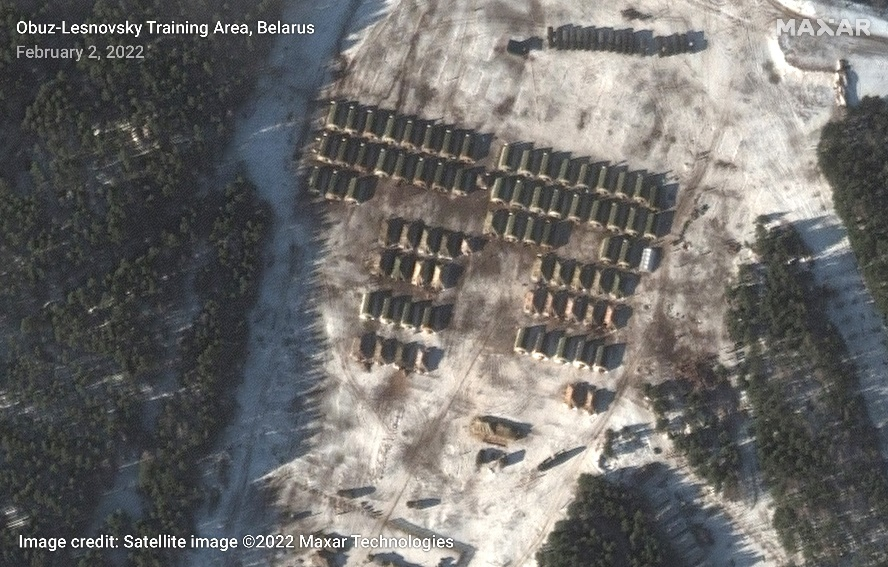 Obuz-Lesnovsky Training Area, Belarus
MAXAR
February 2, 2022
Image credit: Satellite image ©2022 Maxar Technologies